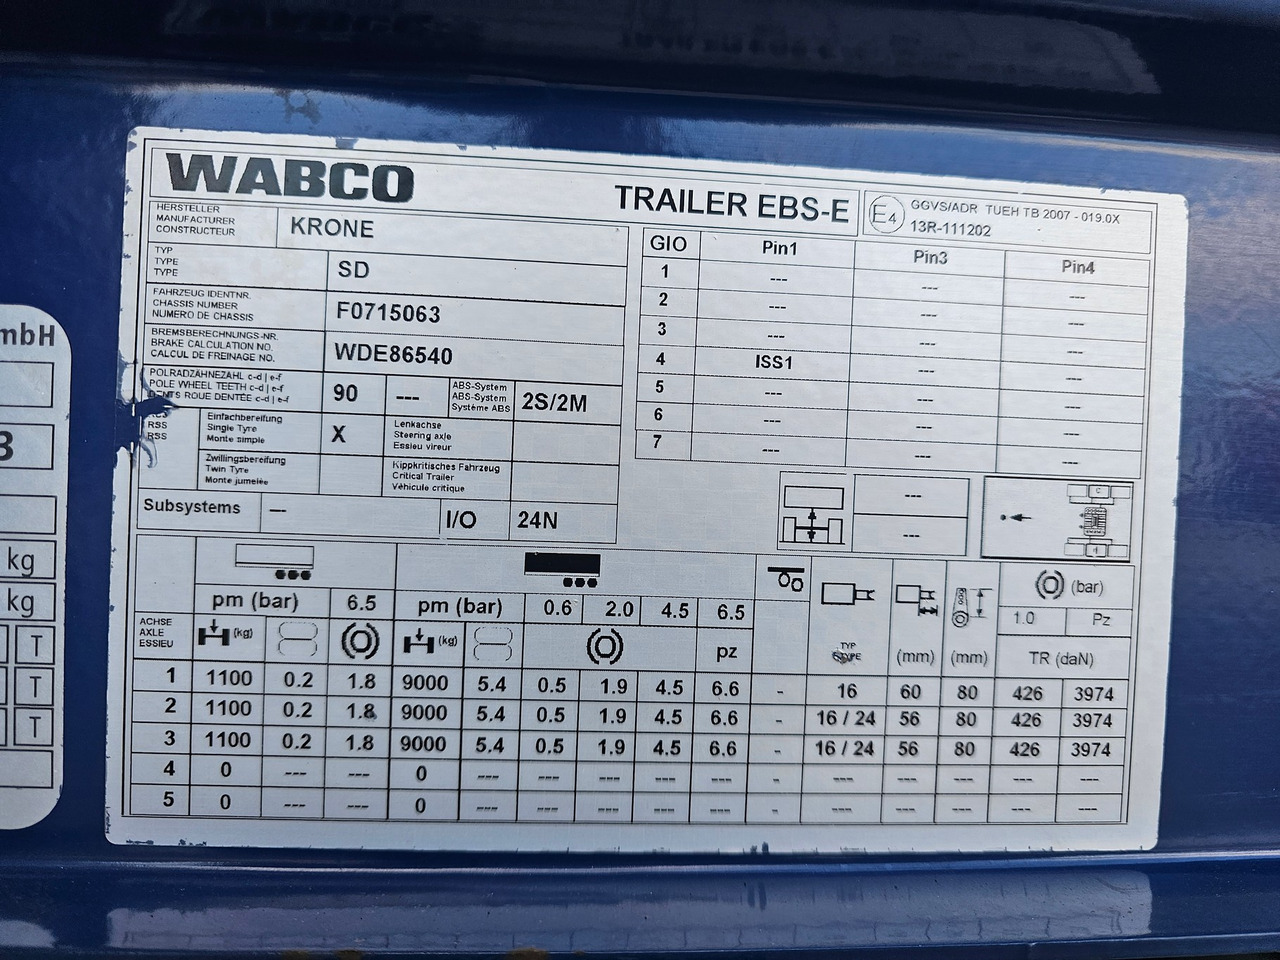 WABCO
TRAILER EBS-E
E4
GGVS/ADR TUEH TB 2007 - 019.0X
13R-111202
HERSTELLER
MANUFACTURER
CONSTRUCTEUR
KRONE
TYP
TYPE
TYPE
SD
FAHRZEUG IDENTNR.
CHASSIS NUMBER
NUMERO DE CHASSIS
F0715063
BREMSBERECHNUNGS-NR.
BRAKE CALCULATION NO.
CALCUL DE FREINAGE NO.
WDE86540
POLRADZÄHNEZAHL c-d | e-f
POLE WHEEL TEETH c-d | e-f
DENTS ROUE DENTÉE c-d | e-f
90 ---
ABS-System
ABS-System
Système ABS
2S/2M
RSS
RSS
Einfachbereifung
Single Tyre
Monte simple
X
Lenkachse
Steering axle
Essieu vireur
Zwillingsbereifung
Twin Tyre
Monte jumelée
Kippkritisches Fahrzeug
Critical Trailer
Véhicule critique
Subsystems --- I/O 24N
GIO Pin1 Pin3 Pin4
1 --- --- ---
2 --- --- ---
3 --- --- ---
4 ISS1 --- ---
5 --- --- ---
6 --- --- ---
7 --- --- ---
---
---
pm (bar) 6.5 pm (bar) 0.6 2.0 4.5 6.5
(bar)
1.0 Pz
ACHSE
AXLE
ESSIEU
(kg) (kg) pz
TYP
TYPE
(mm) (mm) TR (daN)
1 1100 0.2 1.8 9000 5.4 0.5 1.9 4.5 6.6 - 16 60 80 426 3974
2 1100 0.2 1.8 9000 5.4 0.5 1.9 4.5 6.6 - 16 / 24 56 80 426 3974
3 1100 0.2 1.8 9000 5.4 0.5 1.9 4.5 6.6 - 16 / 24 56 80 426 3974
4 0 --- --- 0 --- --- --- --- --- - --- --- --- --- ---
5 0 --- --- 0 --- --- --- --- --- - --- --- --- --- ---
mbH
3
kg
kg
T
T
T